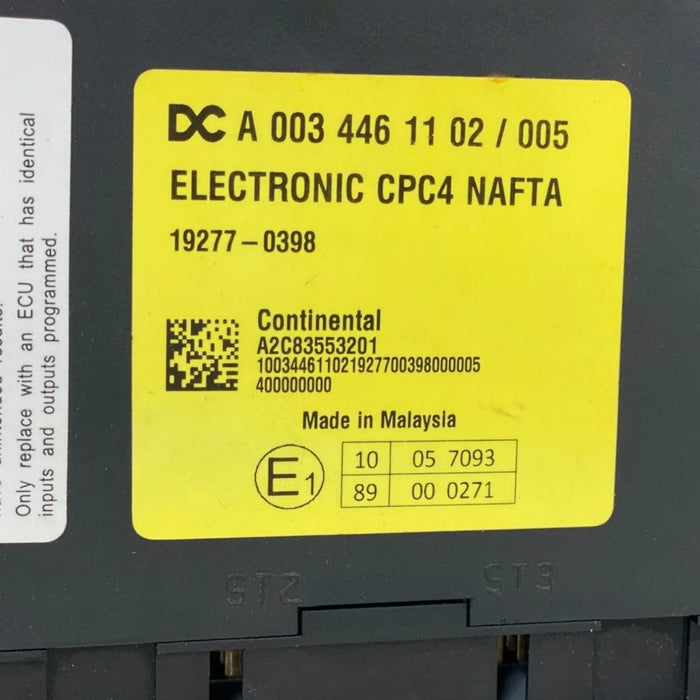 Only replace with an ECU that has identical
inputs and outputs programmed.
DC A 003 446 11 02 / 005
ELECTRONIC CPC4 NAFTA
19277-0398
Continental
A2C83553201
10034461102192770039800005
400000000
Made in Malaysia
E1
10 05 7093
89 00 0271
ST2 ST3